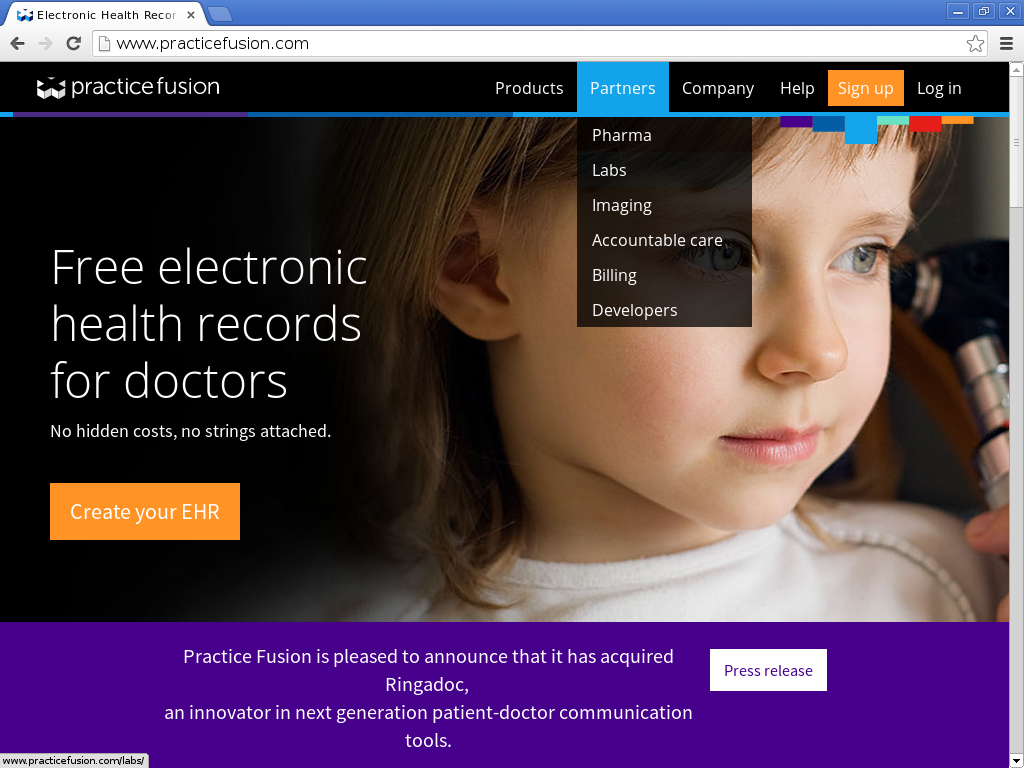 Electronic Health Recor
www.practicefusion.com
practice fusion
Products Partners Company Help Sign up Log in
Pharma
Labs
Imaging
Accountable care
Billing
Developers
Free electronic
health records
for doctors
No hidden costs, no strings attached.
Create your EHR
Practice Fusion is pleased to announce that it has acquired
Ringadoc,
an innovator in next generation patient-doctor communication
tools.
Press release
www.practicefusion.com/labs/